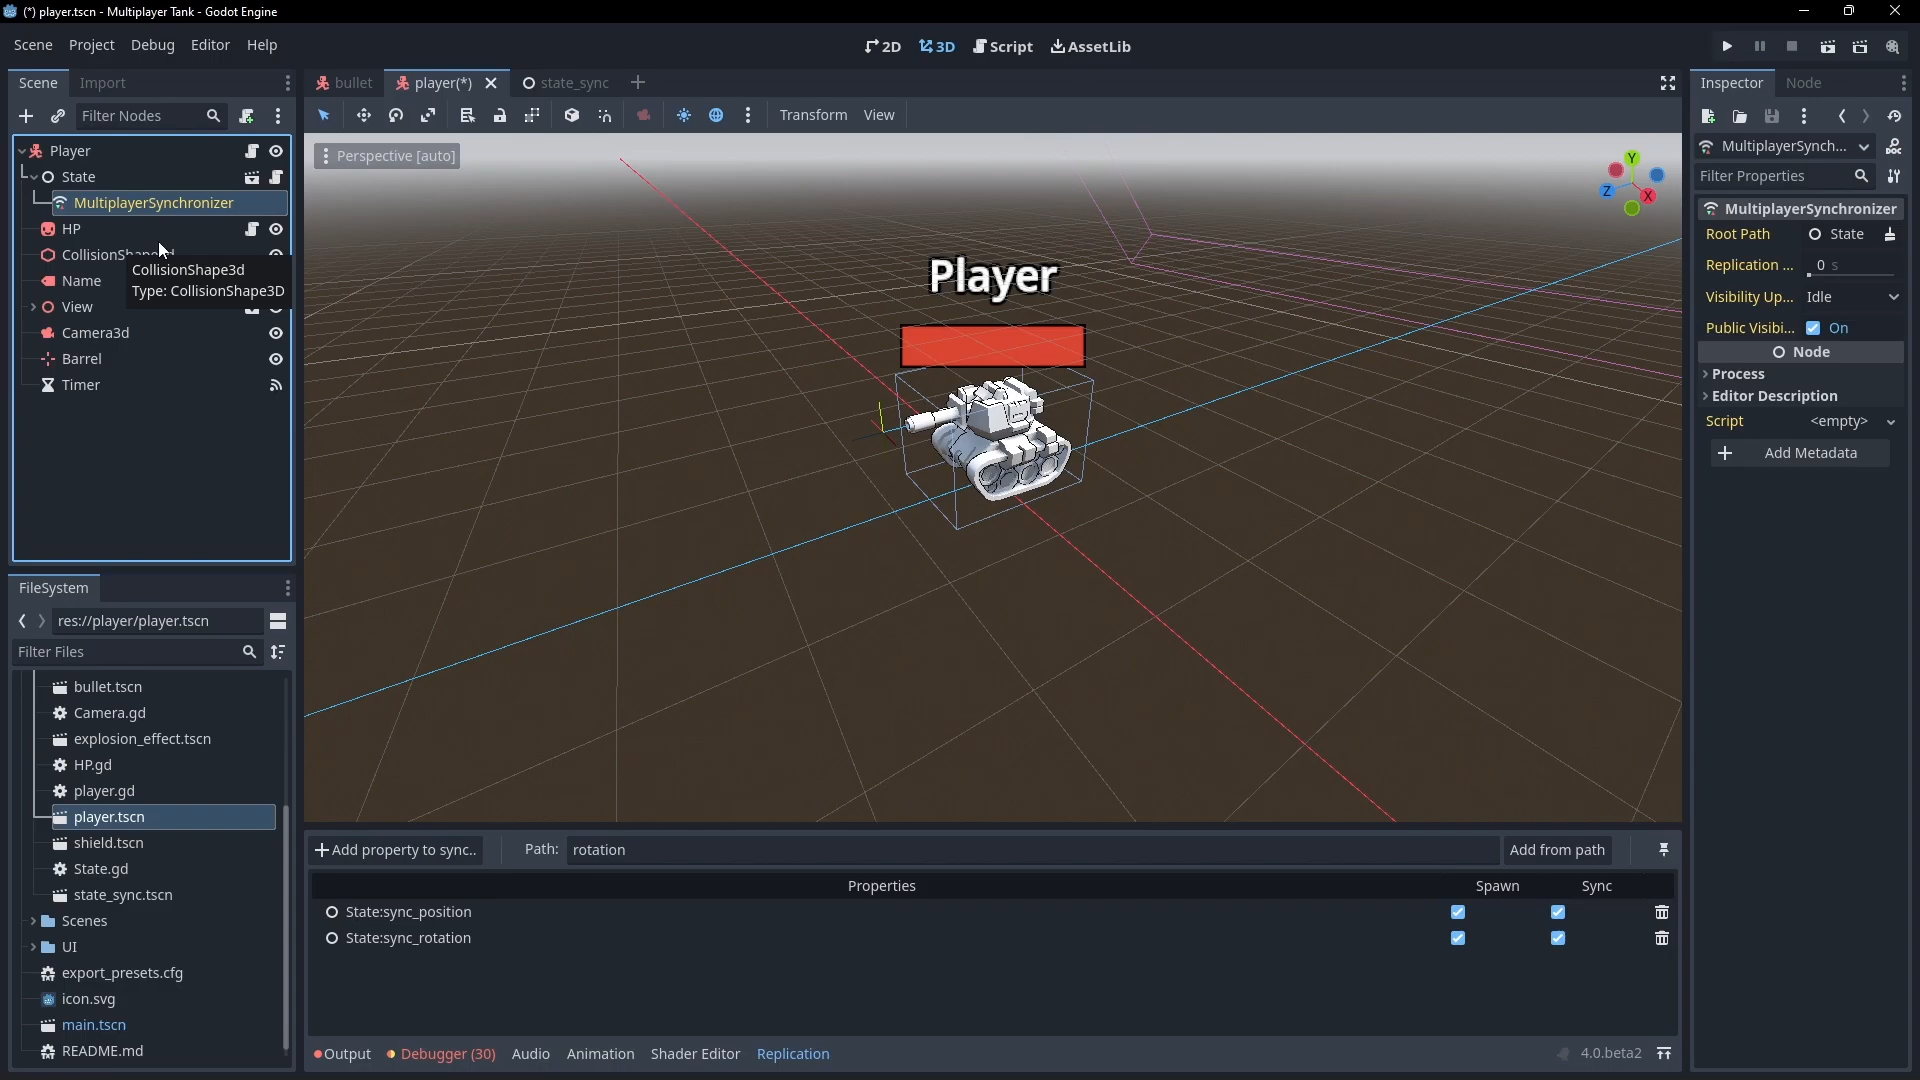 (*) player.tscn - Multiplayer Tank - Godot Engine
Scene Project Debug Editor Help
2D 3D Script AssetLib
Scene Import
bullet player(*) state_sync
Inspector Node
Filter Nodes
Transform View
Perspective [auto]
Y
Z
X
Player
State
MultiplayerSynchronizer
HP
Name
View
Camera3d
Barrel
Timer
CollisionShape3d
Type: CollisionShape3D
Player
MultiplayerSynch...
Filter Properties
MultiplayerSynchronizer
Root Path State
Replication ... 0 s
Visibility Up... Idle
Public Visibi... On
Node
Process
Editor Description
Script <empty>
Add Metadata
FileSystem
res://player/player.tscn
Filter Files
bullet.tscn
Camera.gd
explosion_effect.tscn
HP.gd
player.gd
player.tscn
shield.tscn
State.gd
state_sync.tscn
Scenes
UI
export_presets.cfg
icon.svg
main.tscn
README.md
Add property to sync.. Path: rotation Add from path
Properties Spawn Sync
State:sync_position
State:sync_rotation
Output Debugger (30) Audio Animation Shader Editor Replication 4.0.beta2